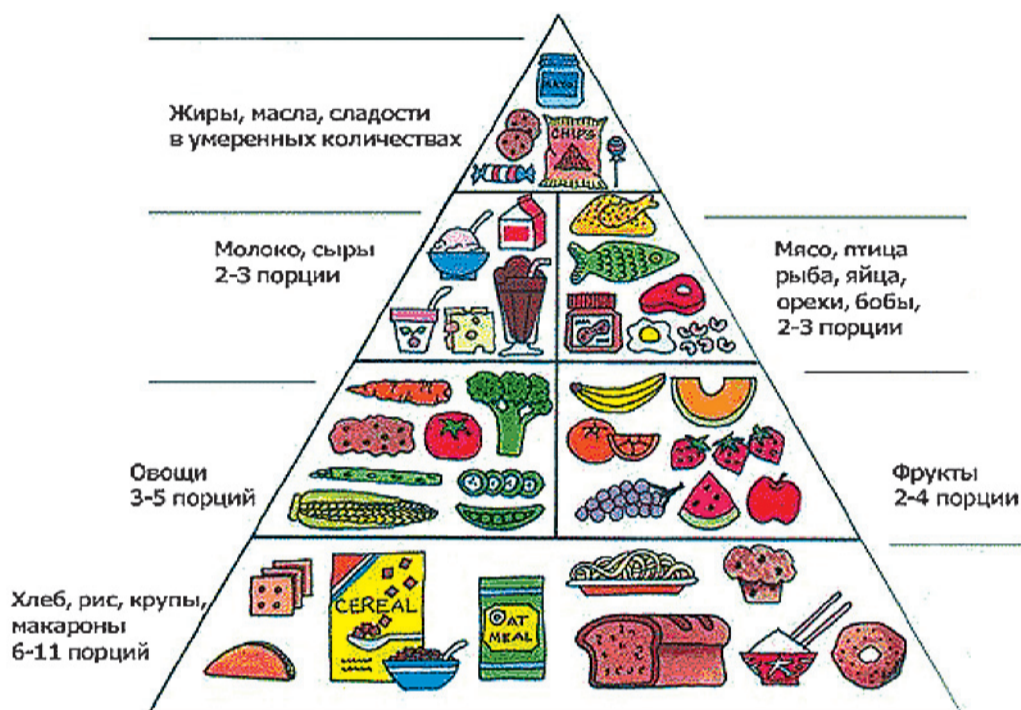 Жиры, масла, сладости
в умеренных количествах
MAYO
CHIPS
Молоко, сыры
2-3 порции
Мясо, птица
рыба, яйца,
орехи, бобы,
2-3 порции
Овощи
3-5 порций
Фрукты
2-4 порции
Хлеб, рис, крупы,
макароны
6-11 порций
CEREAL
OAT
MEAL